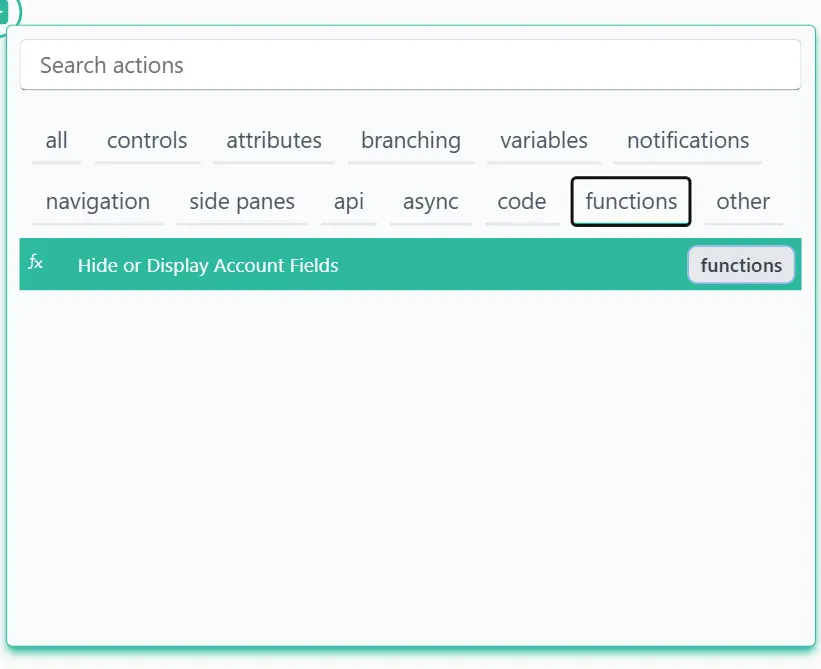 Search actions
all controls attributes branching variables notifications
navigation side panes api async code functions other
fx Hide or Display Account Fields functions